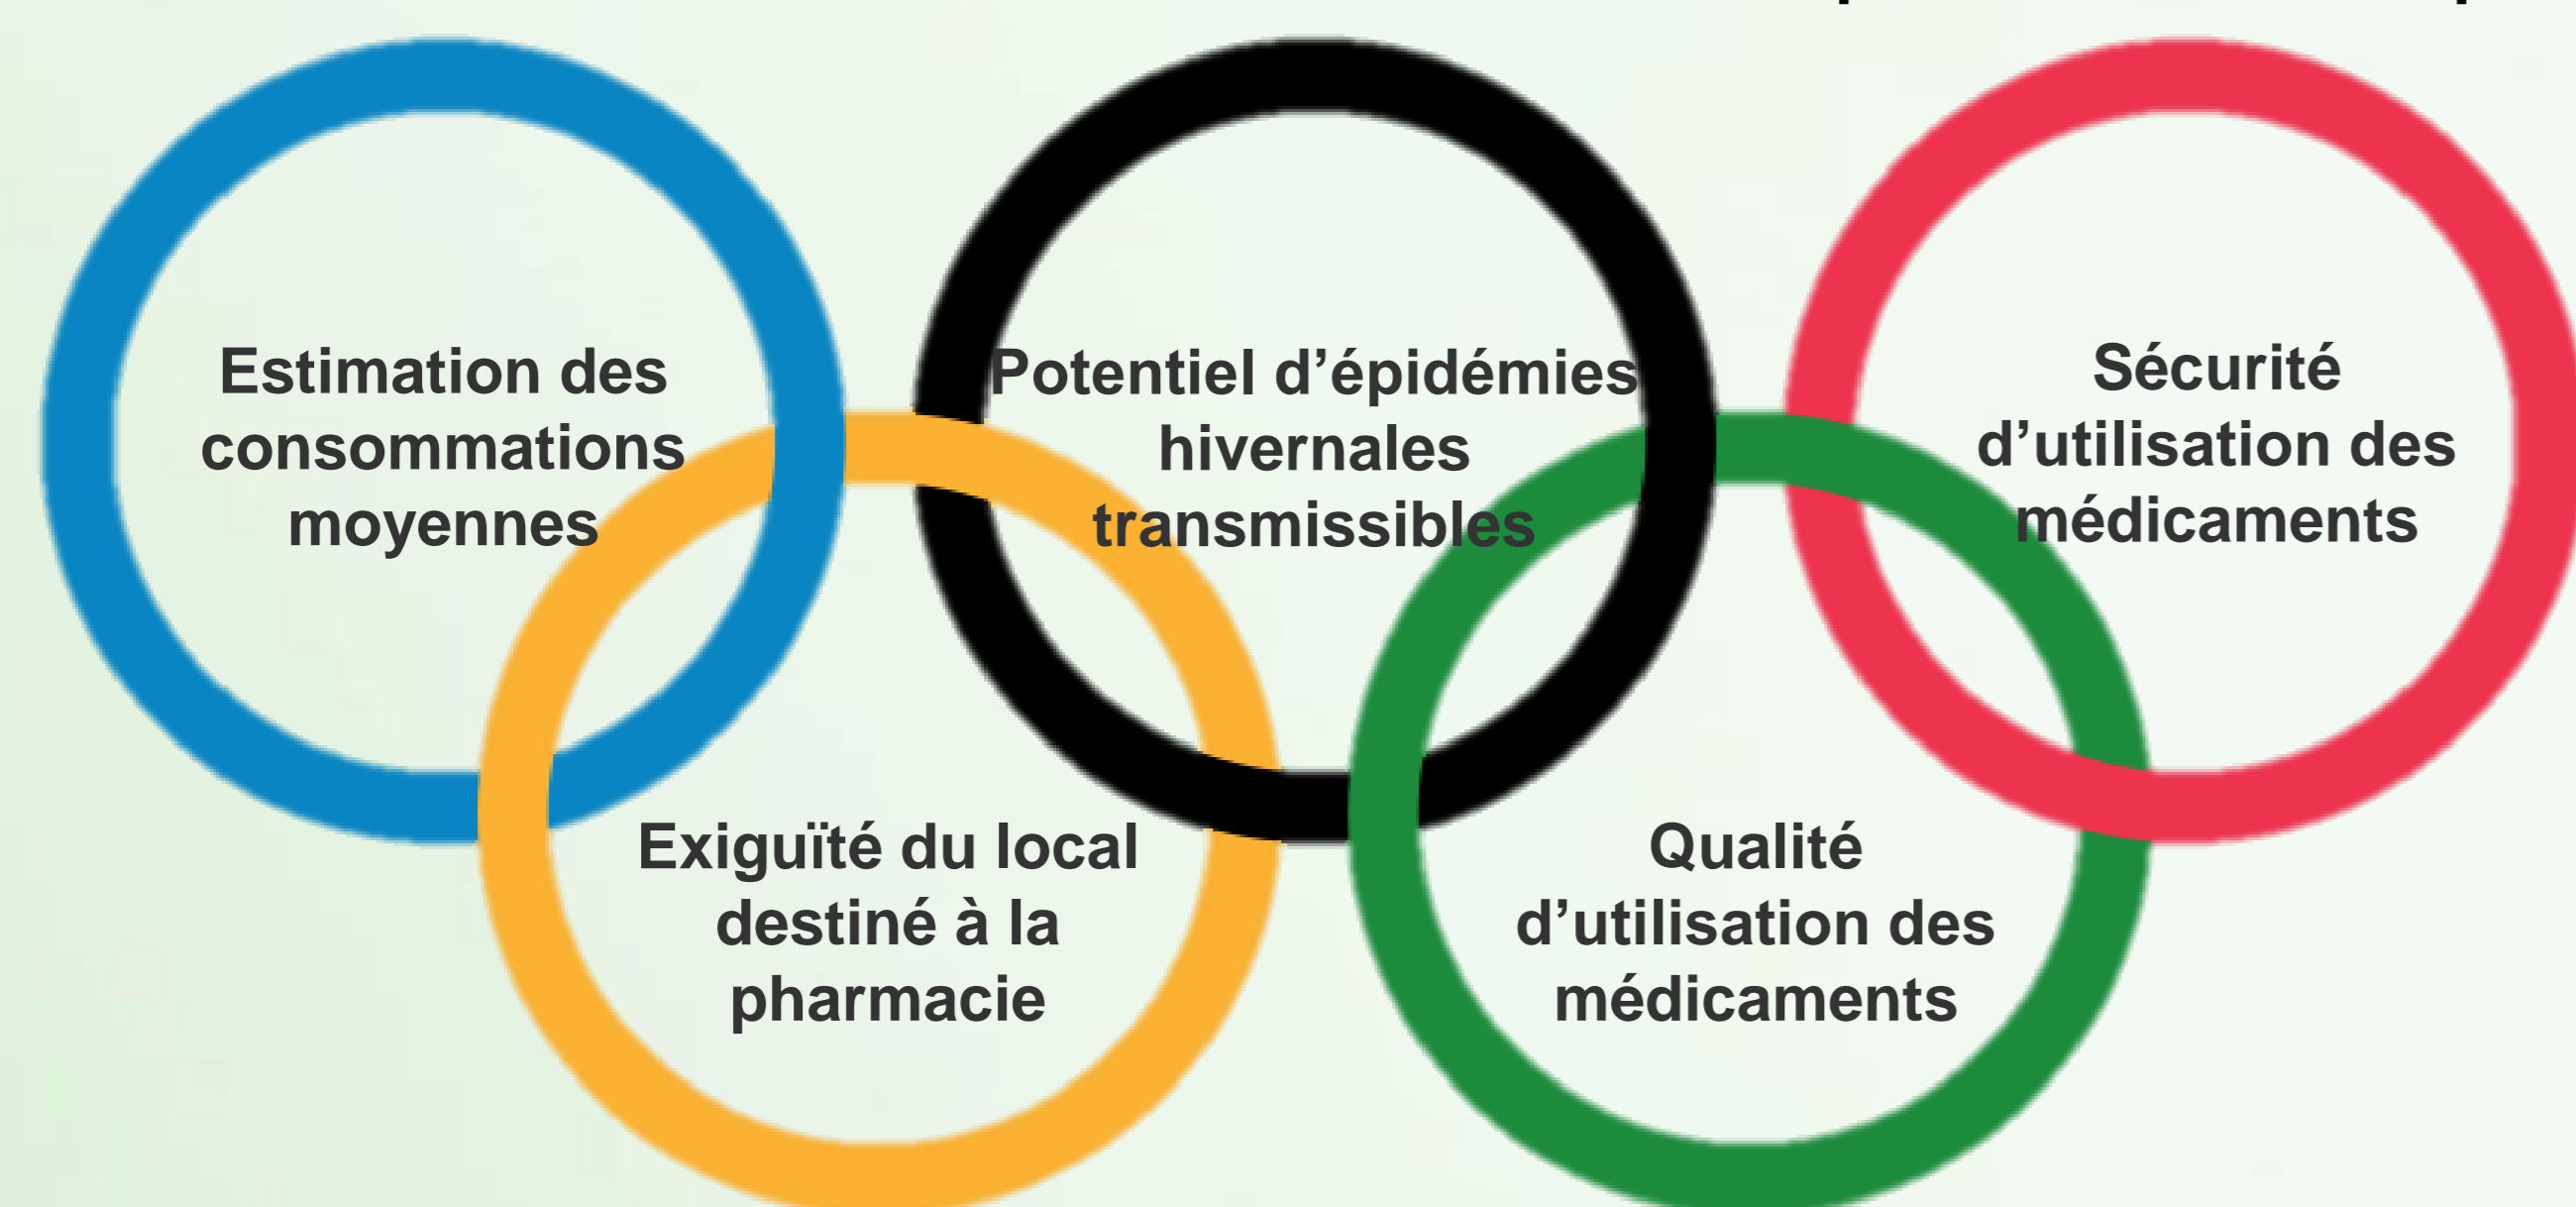 Estimation des
consommations
moyennes
Potentiel d’épidémies
hivernales
transmissibles
Sécurité
d’utilisation des
médicaments
Exiguïté du local
destiné à la
pharmacie
Qualité
d’utilisation des
médicaments